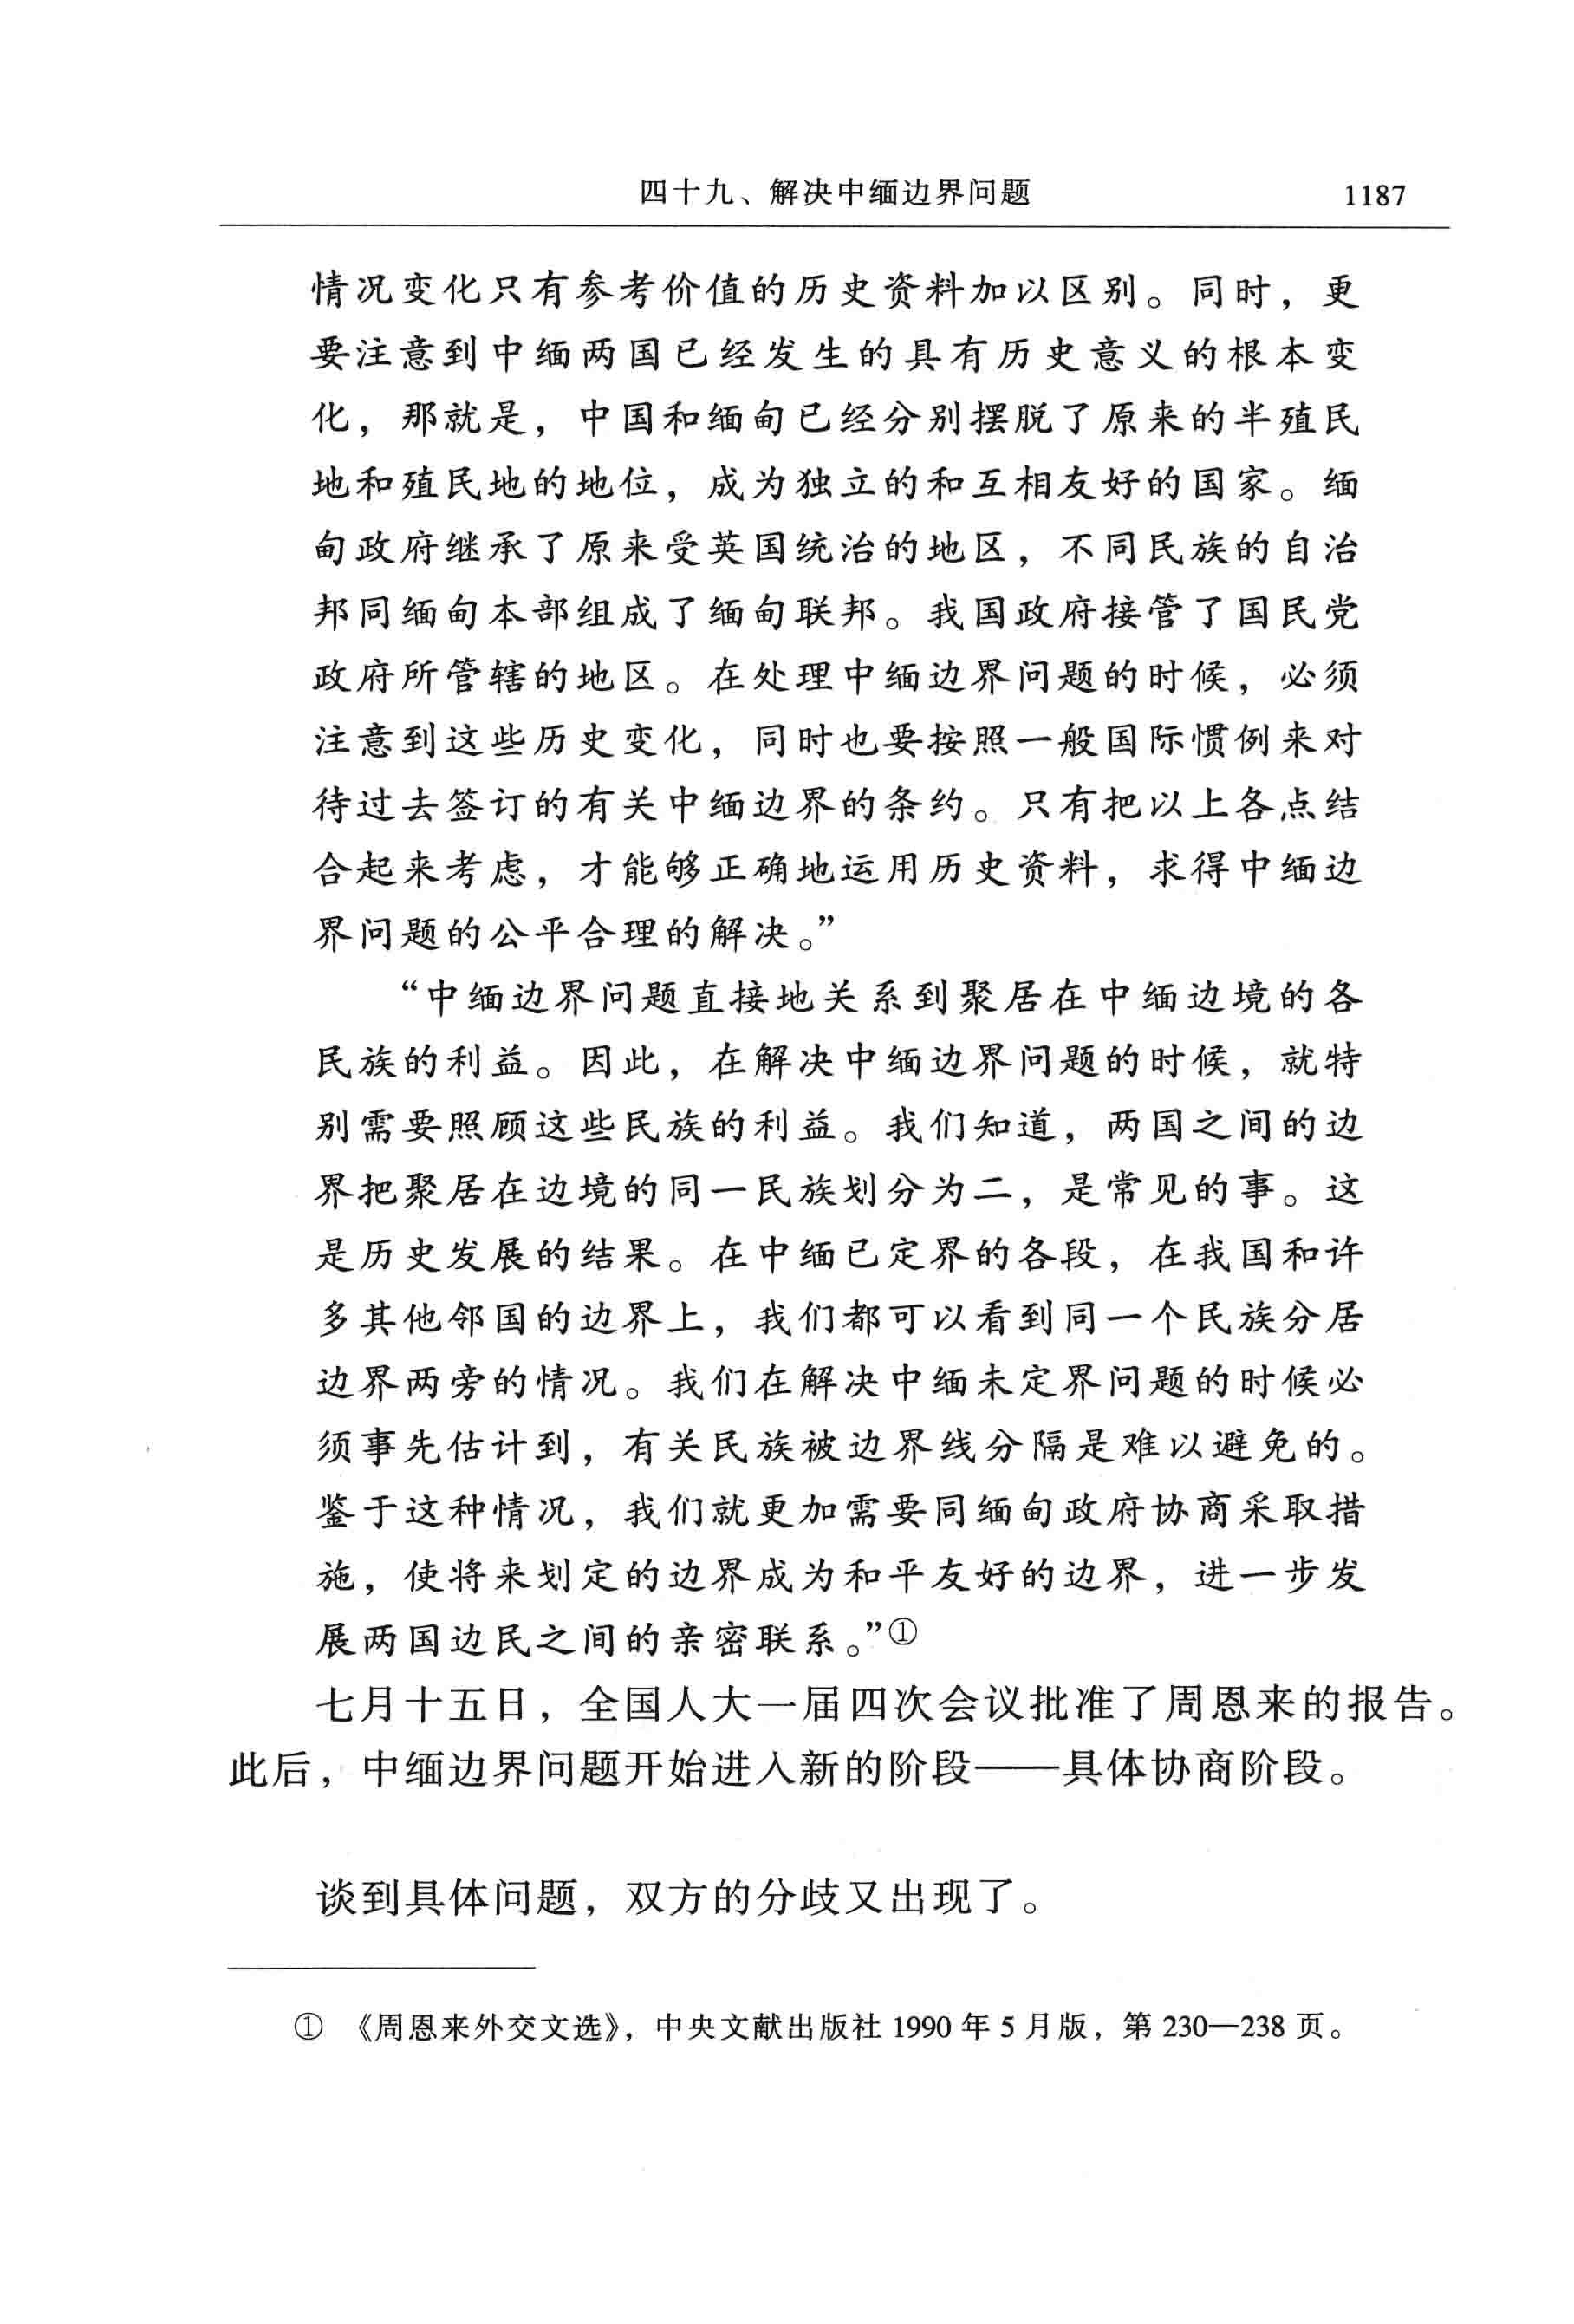 四十九、解决中缅边界问题 1187
情况变化只有参考价值的历史资料加以区别。同时，更
要注意到中缅两国已经发生的具有历史意义的根本变
化，那就是，中国和缅甸已经分别摆脱了原来的半殖民
地和殖民地的地位，成为独立的和互相友好的国家。缅
甸政府继承了原来受英国统治的地区，不同民族的自治
邦同缅甸本部组成了缅甸联邦。我国政府接管了国民党
政府所管辖的地区。在处理中缅边界问题的时候，必须
注意到这些历史变化，同时也要按照一般国际惯例来对
待过去签订的有关中缅边界的条约。只有把以上各点结
合起来考虑，才能够正确地运用历史资料，求得中缅边
界问题的公平合理的解决。”
“中缅边界问题直接地关系到聚居在中缅边境的各
民族的利益。因此，在解决中缅边界问题的时候，就特
别需要照顾这些民族的利益。我们知道，两国之间的边
界把聚居在边境的同一民族划分为二，是常见的事。这
是历史发展的结果。在中缅已定界的各段，在我国和许
多其他邻国的边界上，我们都可以看到同一个民族分居
边界两旁的情况。我们在解决中缅未定界问题的时候必
须事先估计到，有关民族被边界线分隔是难以避免的。
鉴于这种情况，我们就更加需要同缅甸政府协商采取措
施，使将来划定的边界成为和平友好的边界，进一步发
展两国边民之间的亲密联系。”①
七月十五日，全国人大一届四次会议批准了周恩来的报告。
此后，中缅边界问题开始进入新的阶段——具体协商阶段。
谈到具体问题，双方的分歧又出现了。
① 《周恩来外交文选》，中央文献出版社 1990 年 5 月版，第 230—238 页。